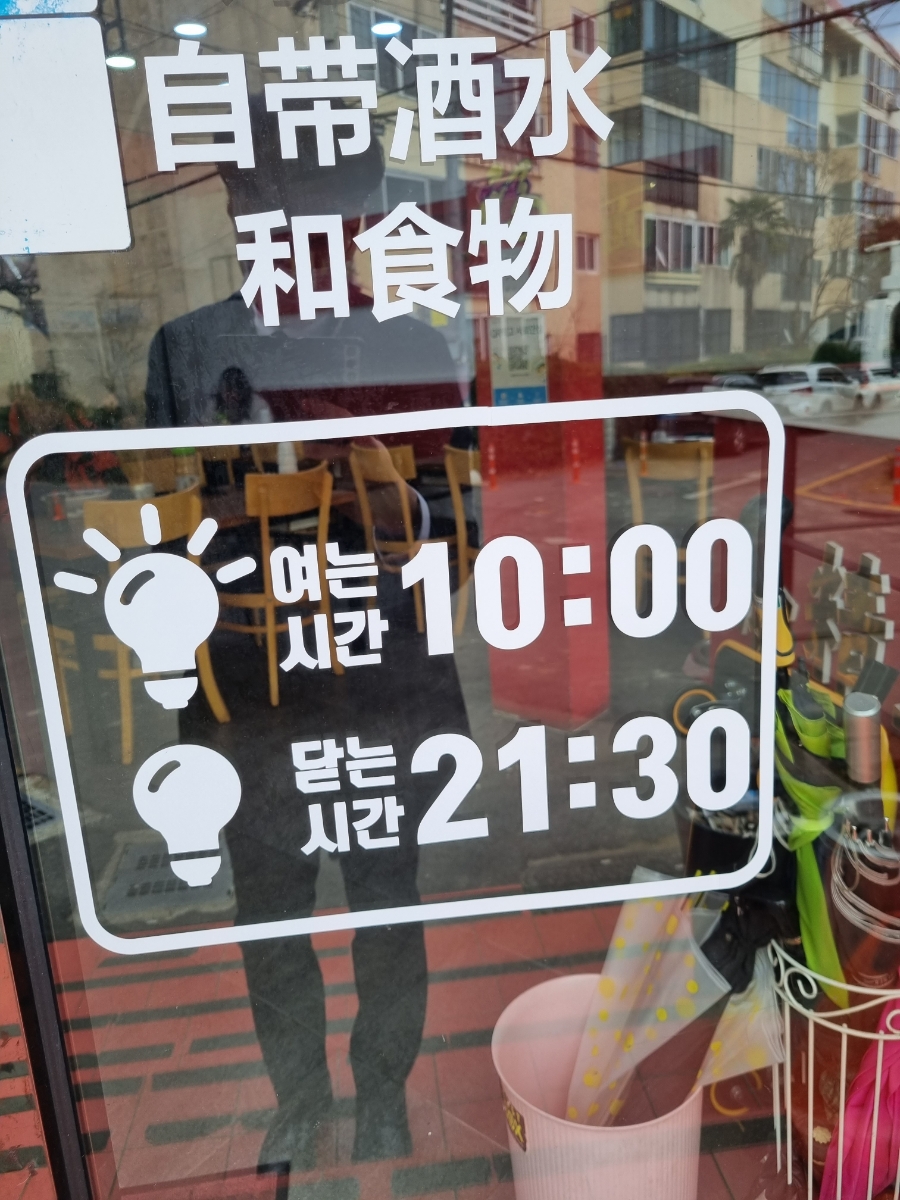 自带酒水
和食物
여는
시간
10:00
닫는
시간
21:30